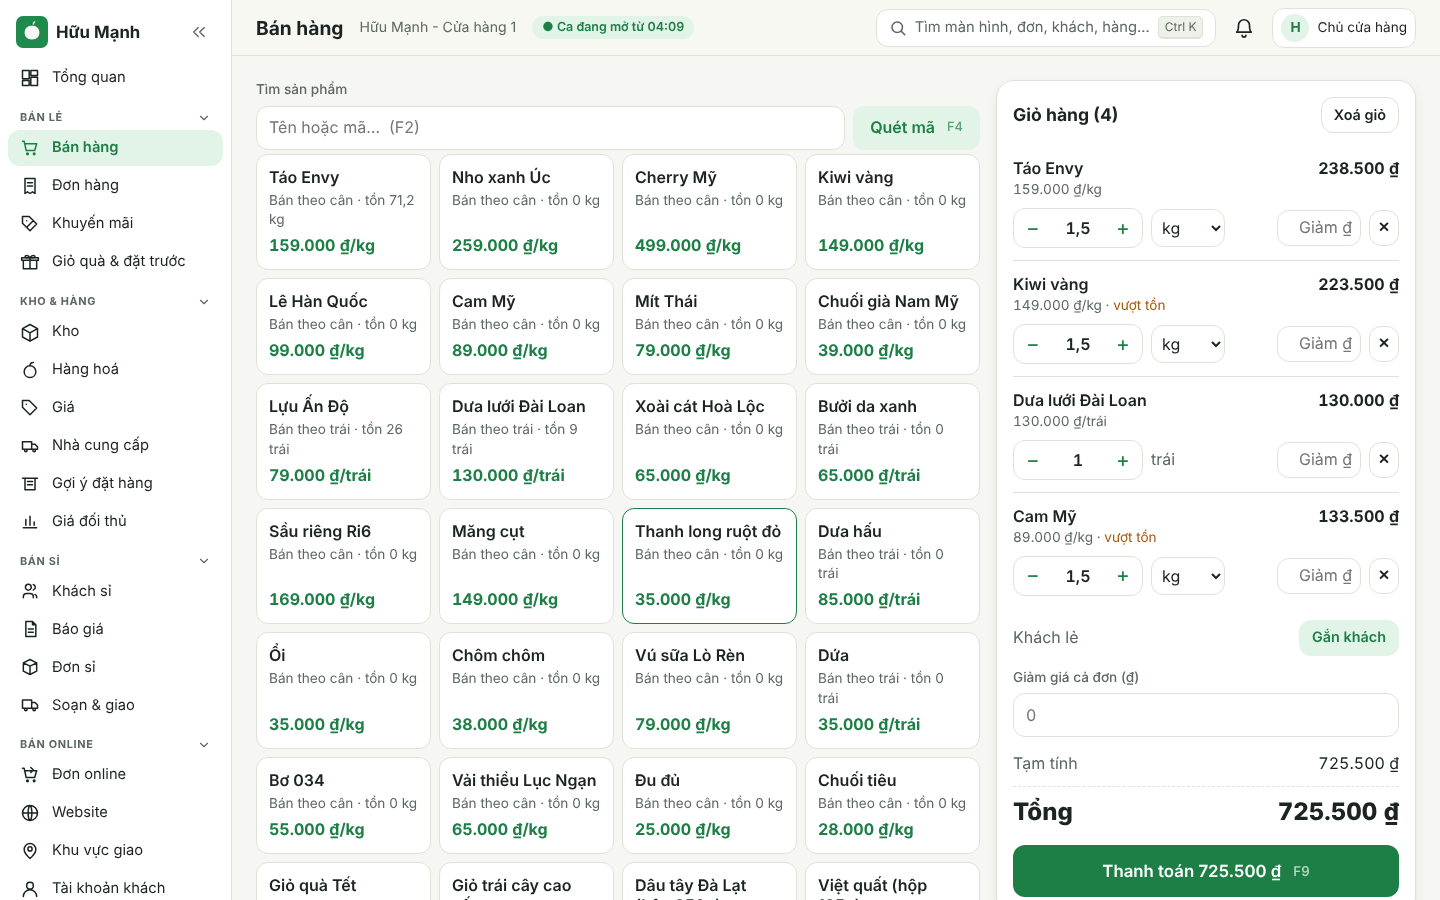 Hữu Mạnh
Tổng quan
BÁN LẺ
Bán hàng
Đơn hàng
Khuyến mãi
Giỏ quà & đặt trước
KHO & HÀNG
Kho
Hàng hoá
Giá
Nhà cung cấp
Gợi ý đặt hàng
Giá đối thủ
BÁN SỈ
Khách sỉ
Báo giá
Đơn sỉ
Soạn & giao
BÁN ONLINE
Đơn online
Website
Khu vực giao
Tài khoản khách
Bán hàng
Hữu Mạnh - Cửa hàng 1
Ca đang mở từ 04:09
Tìm màn hình, đơn, khách, hàng...
Ctrl K
H
Chủ cửa hàng
Tìm sản phẩm
Tên hoặc mã... (F2)
Quét mã F4
Táo Envy
Bán theo cân · tồn 71,2
kg
159.000 ₫/kg
Nho xanh Úc
Bán theo cân · tồn 0 kg
259.000 ₫/kg
Cherry Mỹ
Bán theo cân · tồn 0 kg
499.000 ₫/kg
Kiwi vàng
Bán theo cân · tồn 0 kg
149.000 ₫/kg
Lê Hàn Quốc
Bán theo cân · tồn 0 kg
99.000 ₫/kg
Cam Mỹ
Bán theo cân · tồn 0 kg
89.000 ₫/kg
Mít Thái
Bán theo cân · tồn 0 kg
79.000 ₫/kg
Chuối già Nam Mỹ
Bán theo cân · tồn 0 kg
39.000 ₫/kg
Lựu Ấn Độ
Bán theo trái · tồn 26
trái
79.000 ₫/trái
Dưa lưới Đài Loan
Bán theo trái · tồn 9
trái
130.000 ₫/trái
Xoài cát Hoà Lộc
Bán theo cân · tồn 0 kg
65.000 ₫/kg
Bưởi da xanh
Bán theo trái · tồn 0
trái
65.000 ₫/trái
Sầu riêng Ri6
Bán theo cân · tồn 0 kg
169.000 ₫/kg
Măng cụt
Bán theo cân · tồn 0 kg
149.000 ₫/kg
Thanh long ruột đỏ
Bán theo cân · tồn 0 kg
35.000 ₫/kg
Dưa hấu
Bán theo trái · tồn 0
trái
85.000 ₫/trái
Ổi
Bán theo cân · tồn 0 kg
35.000 ₫/kg
Chôm chôm
Bán theo cân · tồn 0 kg
38.000 ₫/kg
Vú sữa Lò Rèn
Bán theo cân · tồn 0 kg
79.000 ₫/kg
Dứa
Bán theo trái · tồn 0
trái
35.000 ₫/trái
Bơ 034
Bán theo cân · tồn 0 kg
55.000 ₫/kg
Vải thiều Lục Ngạn
Bán theo cân · tồn 0 kg
65.000 ₫/kg
Đu đủ
Bán theo cân · tồn 0 kg
25.000 ₫/kg
Chuối tiêu
Bán theo cân · tồn 0 kg
28.000 ₫/kg
Giỏ quà Tết
Giỏ trái cây cao
Dâu tây Đà Lạt
Việt quất (hộp
Giỏ hàng (4)
Xoá giỏ
Táo Envy 238.500 ₫
159.000 ₫/kg
− 1,5 + kg Giảm ₫ ×
Kiwi vàng 223.500 ₫
149.000 ₫/kg · vượt tồn
− 1,5 + kg Giảm ₫ ×
Dưa lưới Đài Loan 130.000 ₫
130.000 ₫/trái
− 1 + trái Giảm ₫ ×
Cam Mỹ 133.500 ₫
89.000 ₫/kg · vượt tồn
− 1,5 + kg Giảm ₫ ×
Khách lẻ
Gắn khách
Giảm giá cả đơn (₫)
0
Tạm tính 725.500 ₫
Tổng 725.500 ₫
Thanh toán 725.500 ₫ F9